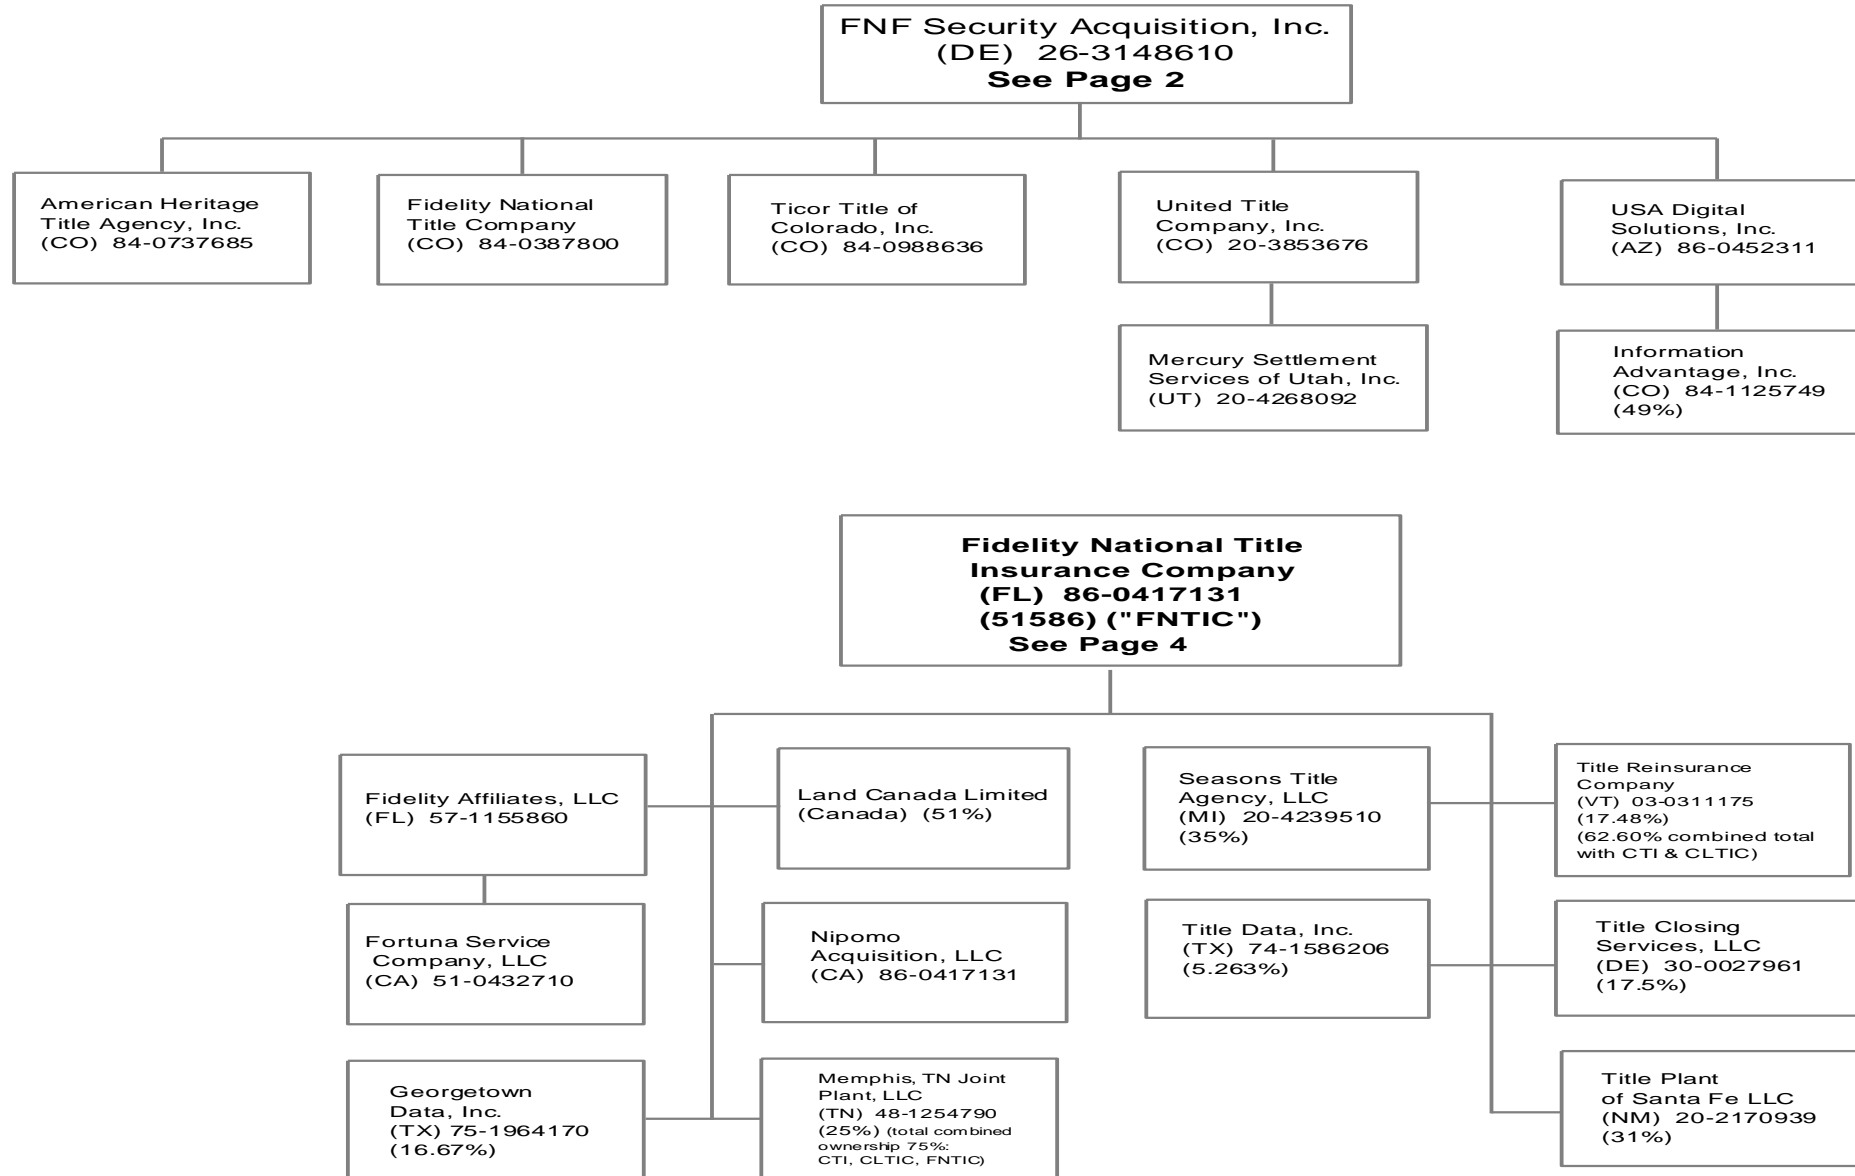 FNF Security Acquisition, Inc.
(DE) 26-3148610
See Page 2
American Heritage
Title Agency, Inc.
(CO) 84-0737685
Fidelity National
Title Company
(CO) 84-0387800
Ticor Title of
Colorado, Inc.
(CO) 84-0988636
United Title
Company, Inc.
(CO) 20-3853676
USA Digital
Solutions, Inc.
(AZ) 86-0452311
Mercury Settlement
Services of Utah, Inc.
(UT) 20-4268092
Information
Advantage, Inc.
(CO) 84-1125749
(49%)
Fidelity National Title
Insurance Company
(FL) 86-0417131
(51586) ("FNTIC")
See Page 4
Fidelity Affiliates, LLC
(FL) 57-1155860
Land Canada Limited
(Canada) (51%)
Seasons Title
Agency, LLC
(MI) 20-4239510
(35%)
Title Reinsurance
Company
(VT) 03-0311175
(17.48%)
(62.60% combined total
with CTI & CLTIC)
Fortuna Service
Company, LLC
(CA) 51-0432710
Nipomo
Acquisition, LLC
(CA) 86-0417131
Title Data, Inc.
(TX) 74-1586206
(5.263%)
Title Closing
Services, LLC
(DE) 30-0027961
(17.5%)
Georgetown
Data, Inc.
(TX) 75-1964170
(16.67%)
Memphis, TN Joint
Plant, LLC
(TN) 48-1254790
(25%) (total combined
ownership 75%:
CTI, CLTIC, FNTIC)
Title Plant
of Santa Fe LLC
(NM) 20-2170939
(31%)